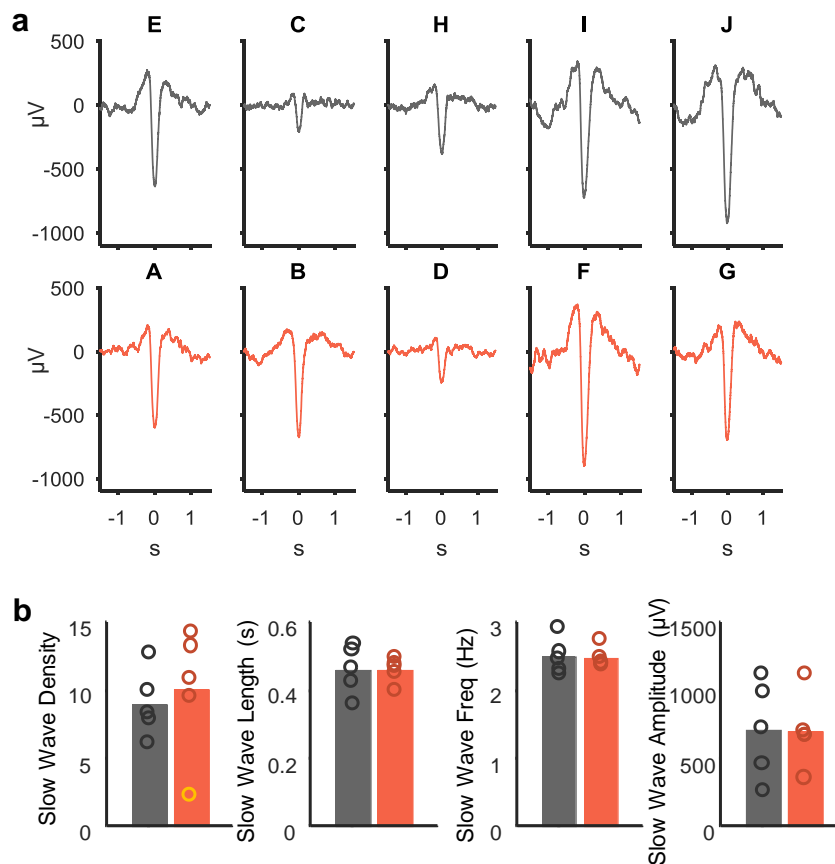 a
E C H I J
500
0
-500
-1000
µV
A B D F G
500
0
-500
-1000
µV
-1 0 1 -1 0 1 -1 0 1 -1 0 1 -1 0 1
s s s s s
b
Slow Wave Density
15
10
5
0
Slow Wave Length (s)
0.6
0.4
0.2
0
Slow Wave Freq (Hz)
3
2
1
0
Slow Wave Amplitude (µV)
1500
1000
500
0